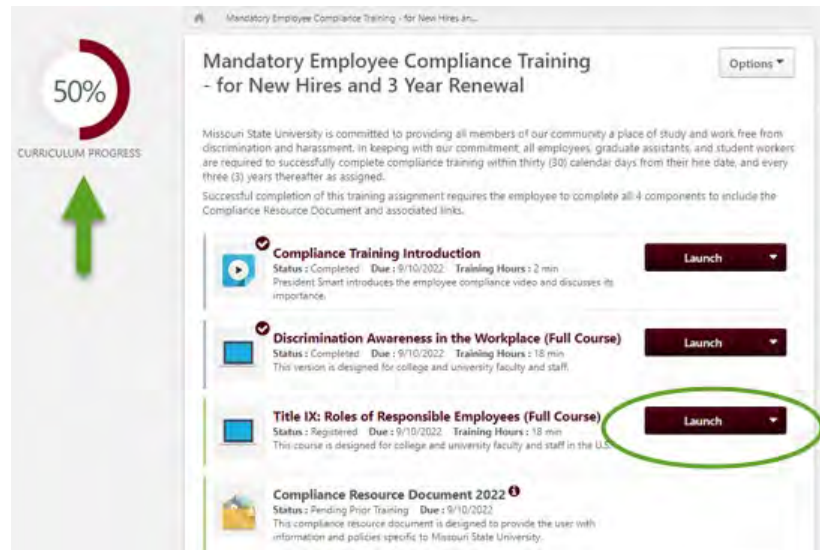 Mandatory Employee Compliance Training - for New Hires an...
50%
CURRICULUM PROGRESS
Mandatory Employee Compliance Training
- for New Hires and 3 Year Renewal
Options
Missouri State University is committed to providing all members of our community a place of study and work free from
discrimination and harassment. In keeping with our commitment, all employees, graduate assistants, and student workers
are required to successfully complete compliance training within thirty (30) calendar days from their hire date, and every
three (3) years thereafter as assigned.
Successful completion of this training assignment requires the employee to complete all 4 components to include the
Compliance Resource Document and associated links.
Compliance Training Introduction
Status : Completed Due : 9/10/2022 Training Hours : 2 min
President Smart introduces the employee compliance video and discusses its
importance.
Launch
Discrimination Awareness in the Workplace (Full Course)
Status : Completed Due : 9/10/2022 Training Hours : 18 min
This version is designed for college and university faculty and staff.
Launch
Title IX: Roles of Responsible Employees (Full Course)
Status : Registered Due : 9/10/2022 Training Hours : 18 min
This course is designed for college and university faculty and staff in the U.S.
Launch
Compliance Resource Document 2022
Status : Pending Prior Training Due : 9/10/2022
This compliance resource document is designed to provide the user with
information and policies specific to Missouri State University.